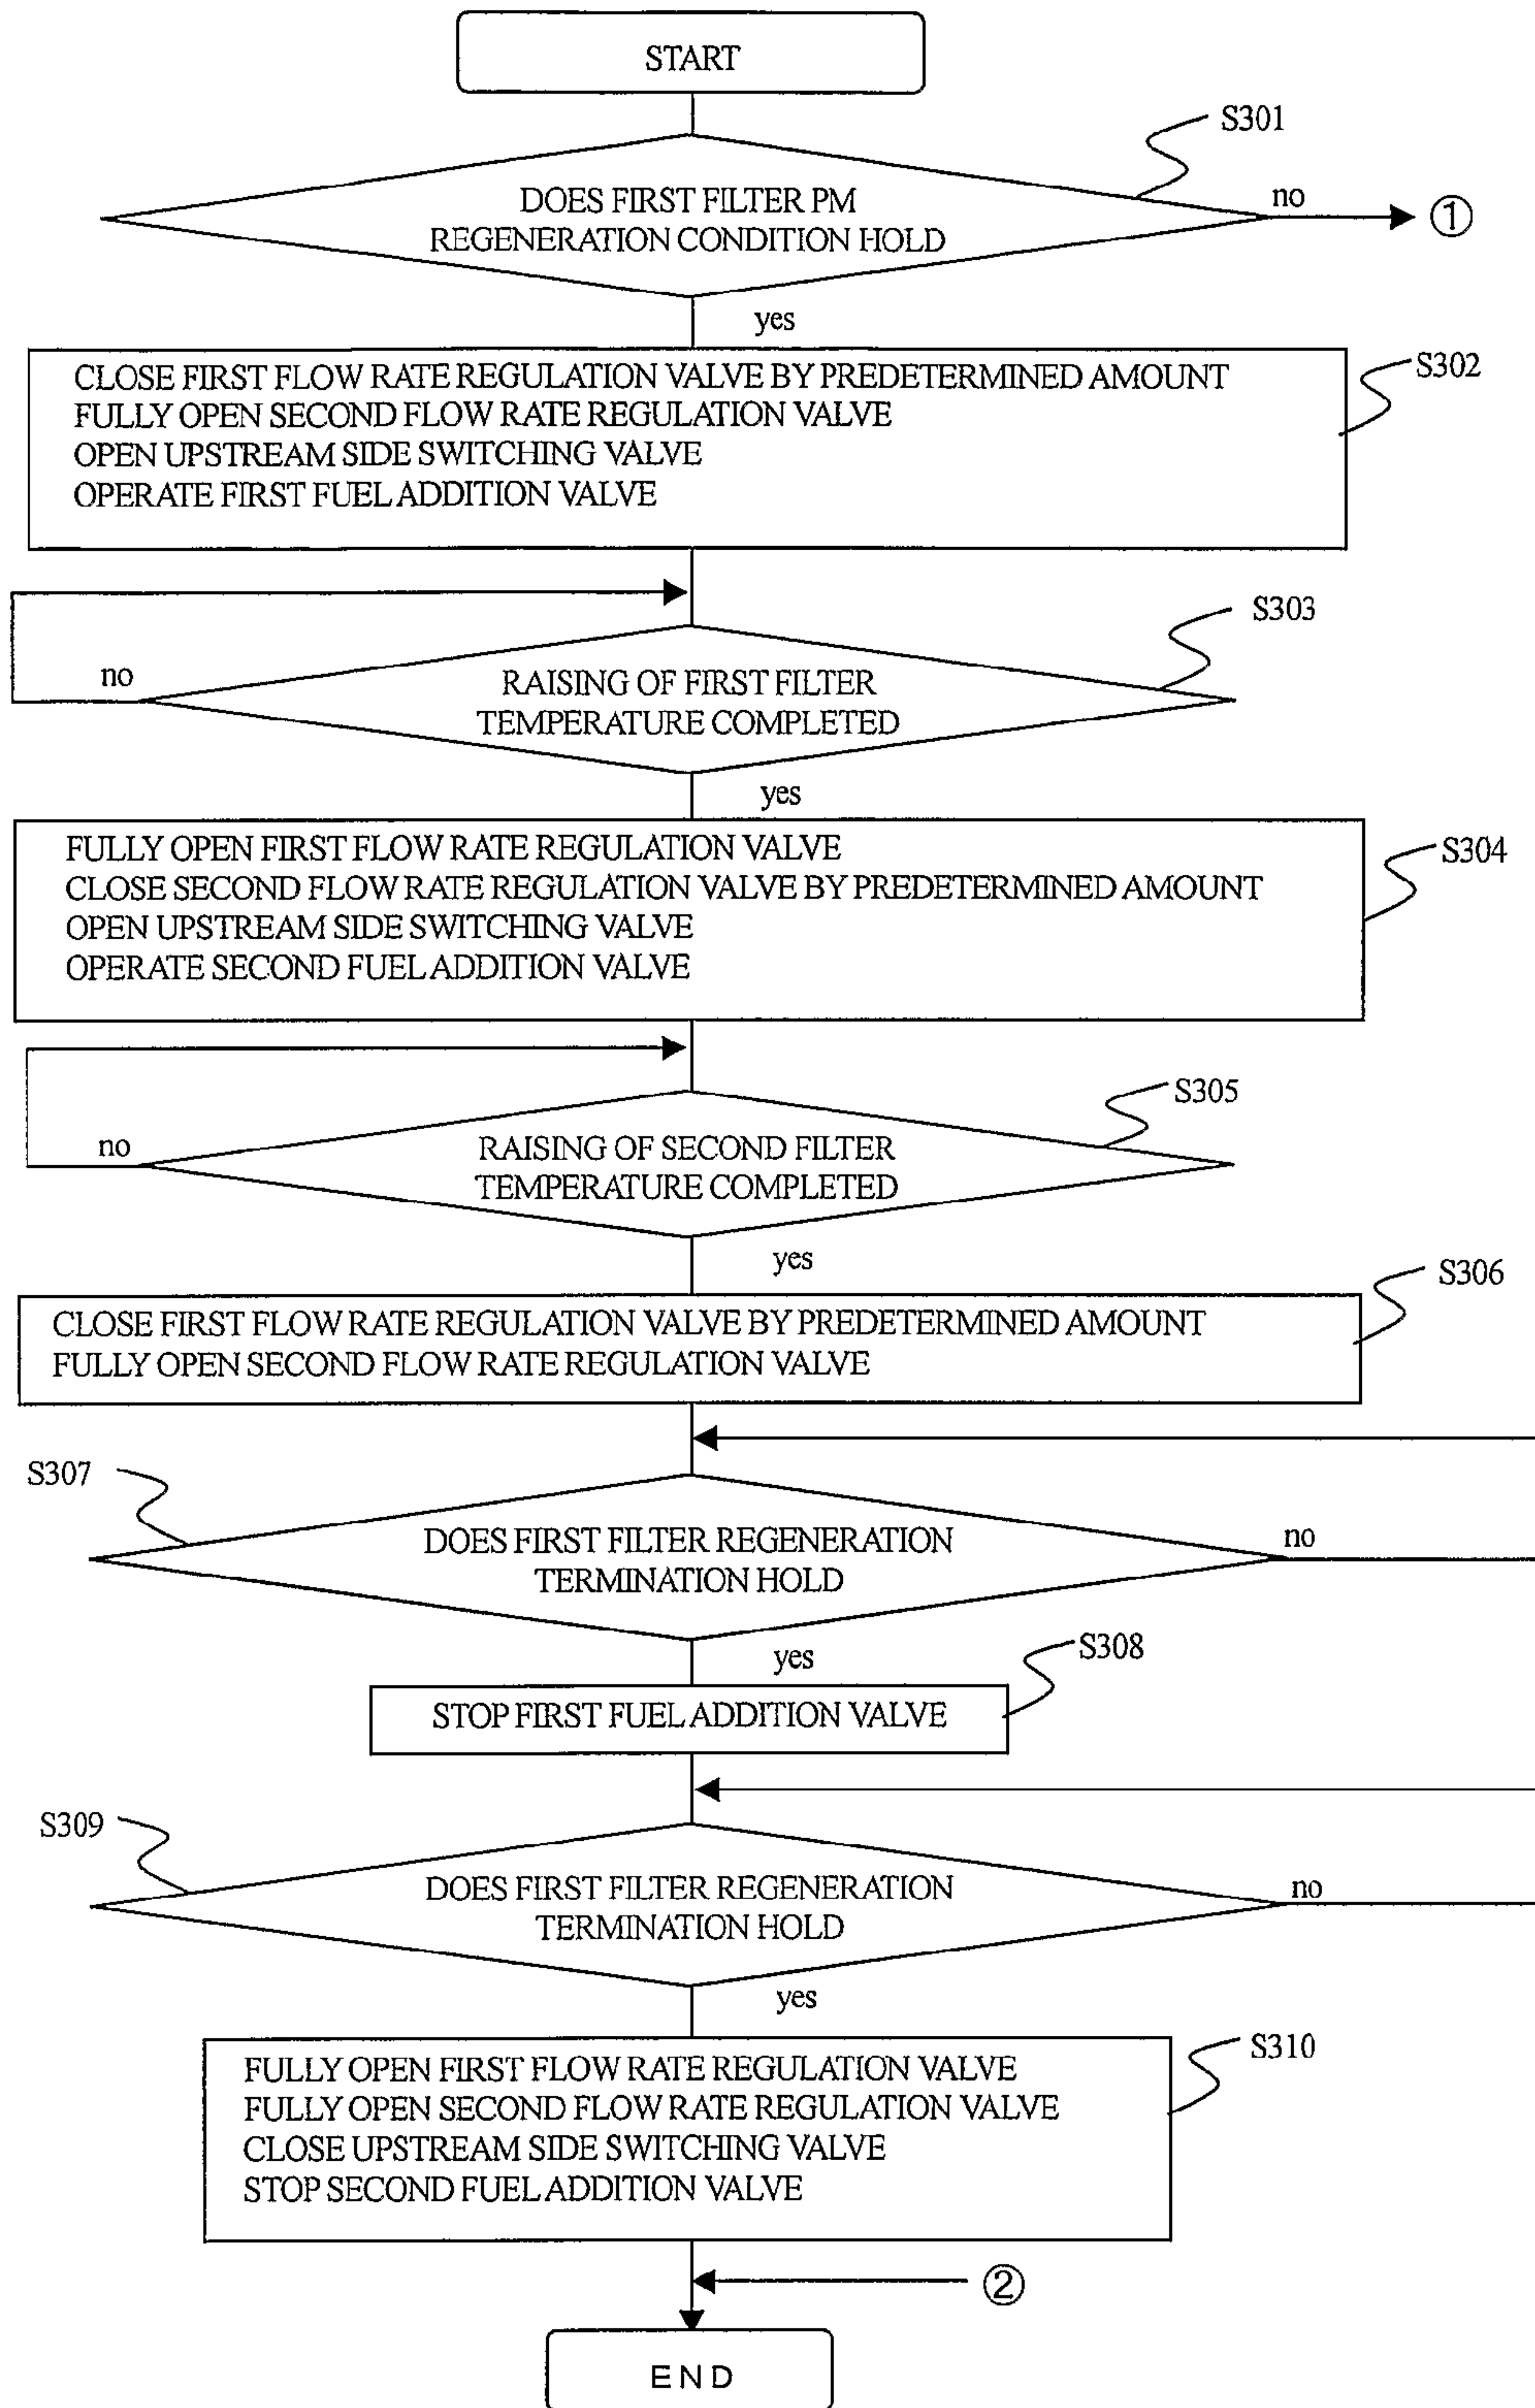 START
S301
DOES FIRST FILTER PM
REGENERATION CONDITION HOLD
no
①
yes
S302
CLOSE FIRST FLOW RATE REGULATION VALVE BY PREDETERMINED AMOUNT
FULLY OPEN SECOND FLOW RATE REGULATION VALVE
OPEN UPSTREAM SIDE SWITCHING VALVE
OPERATE FIRST FUEL ADDITION VALVE
S303
no
RAISING OF FIRST FILTER
TEMPERATURE COMPLETED
yes
S304
FULLY OPEN FIRST FLOW RATE REGULATION VALVE
CLOSE SECOND FLOW RATE REGULATION VALVE BY PREDETERMINED AMOUNT
OPEN UPSTREAM SIDE SWITCHING VALVE
OPERATE SECOND FUEL ADDITION VALVE
S305
no
RAISING OF SECOND FILTER
TEMPERATURE COMPLETED
yes
S306
CLOSE FIRST FLOW RATE REGULATION VALVE BY PREDETERMINED AMOUNT
FULLY OPEN SECOND FLOW RATE REGULATION VALVE
S307
DOES FIRST FILTER REGENERATION
TERMINATION HOLD
no
yes
S308
STOP FIRST FUEL ADDITION VALVE
S309
DOES FIRST FILTER REGENERATION
TERMINATION HOLD
no
yes
S310
FULLY OPEN FIRST FLOW RATE REGULATION VALVE
FULLY OPEN SECOND FLOW RATE REGULATION VALVE
CLOSE UPSTREAM SIDE SWITCHING VALVE
STOP SECOND FUEL ADDITION VALVE
②
END